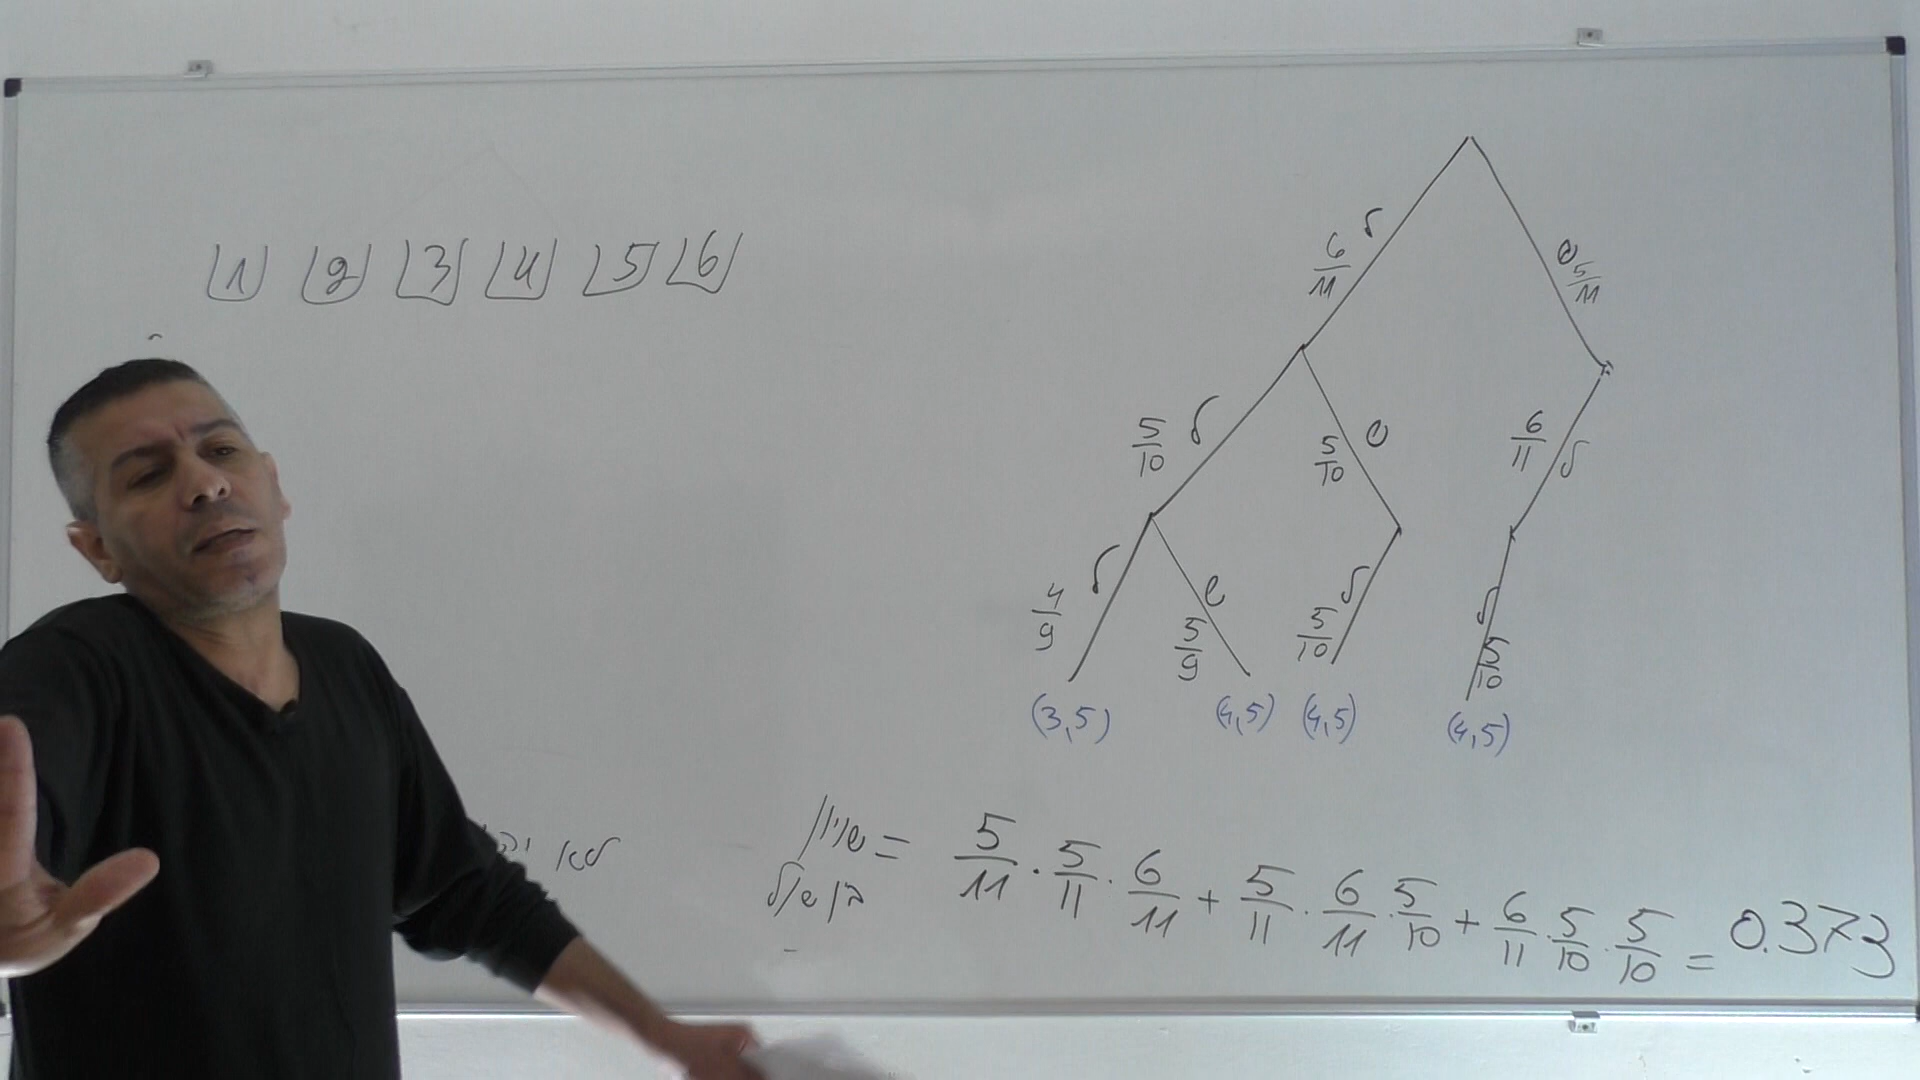 1 2 3 4 5 6
ל
6/11
ש 5/11
5/10 ל
5/10 ש
6/11 ל
4/9 ל
ש 5/9
5/10 ל
ל 5/10
(3,5) (4,5) (4,5) (4,5)
לא
שוויון = 5/11 · 5/11 · 6/11 + 5/11 · 6/11 · 5/10 + 6/11 · 5/10 · 5/10 = 0.373